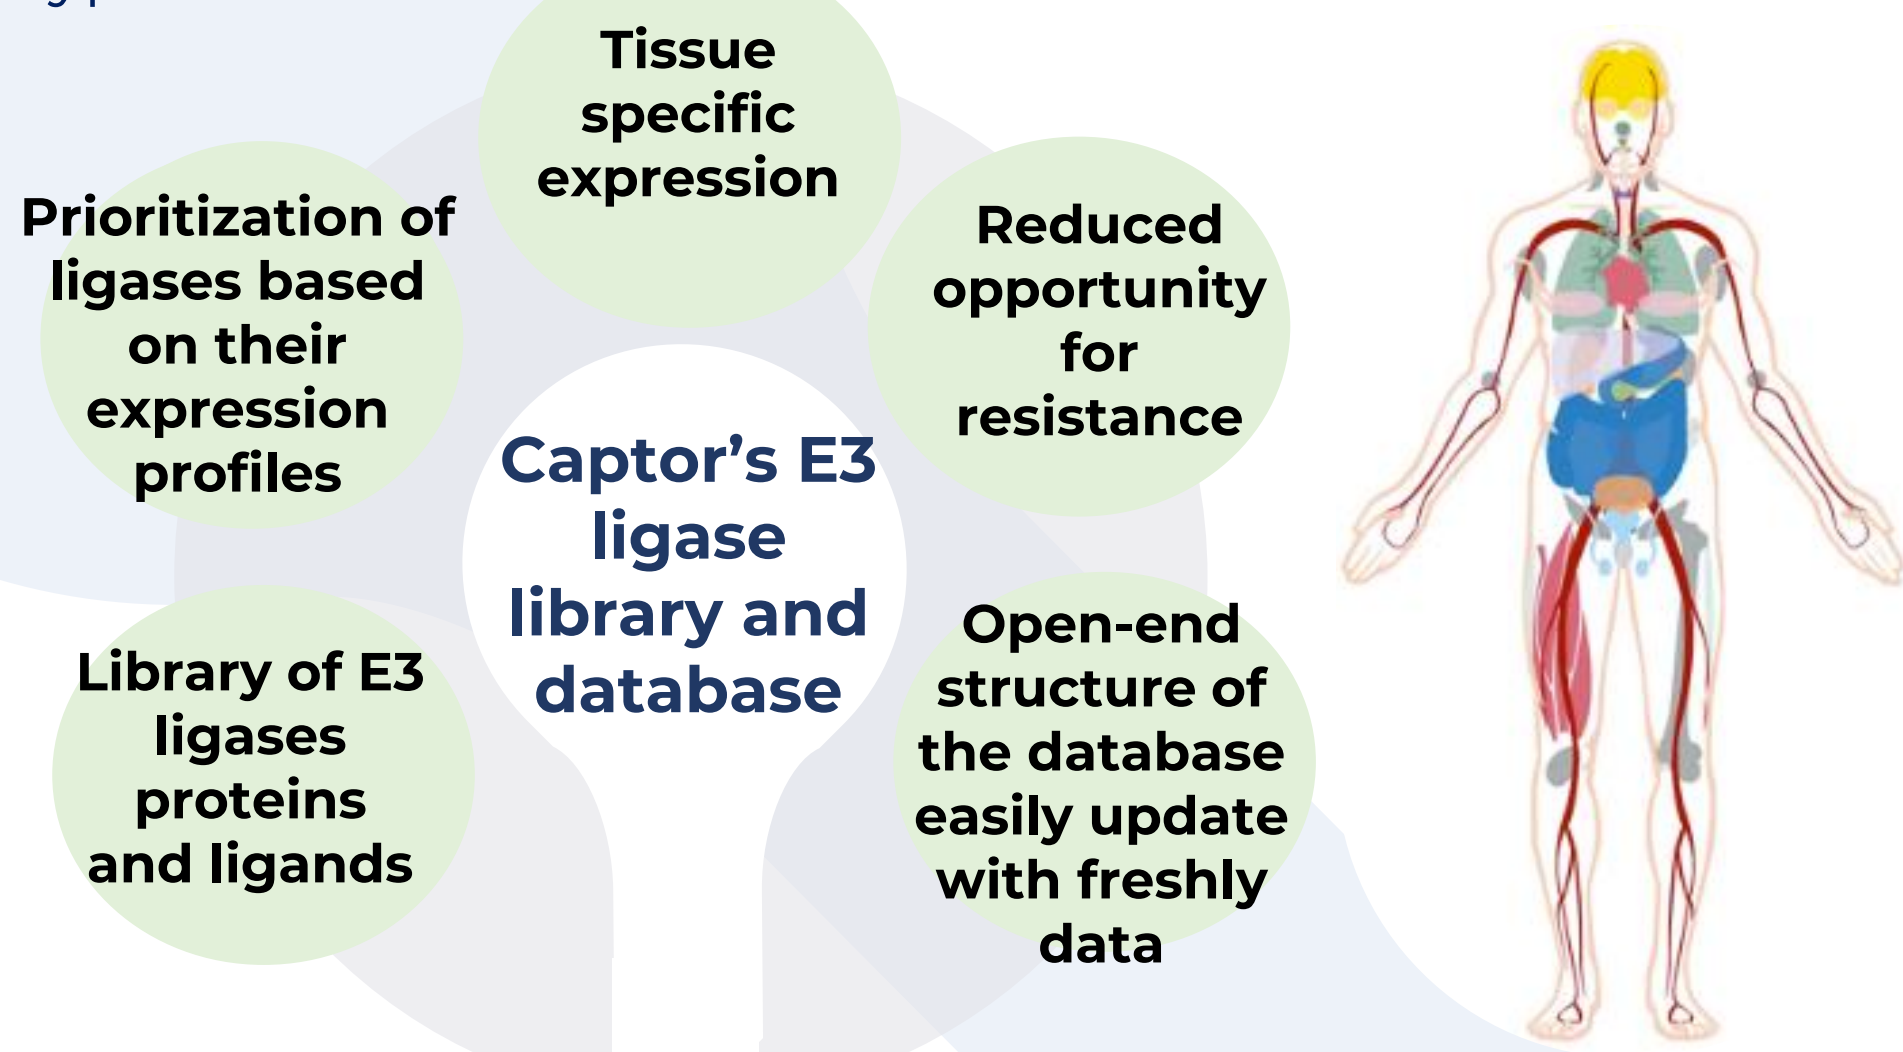 Tissue
specific
expression
Prioritization of
ligases based
on their
expression
profiles
Reduced
opportunity
for
resistance
Captor’s E3
ligase
library and
database
Library of E3
ligases
proteins
and ligands
Open-end
structure of
the database
easily update
with freshly
data